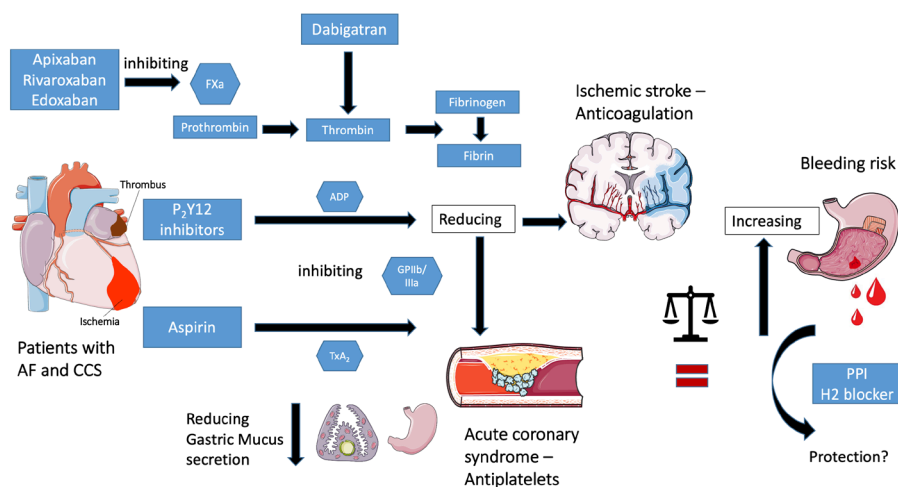 Dabigatran
Apixaban
Rivaroxaban
Edoxaban
inhibiting
FXa
Prothrombin
Thrombin
Fibrinogen
Fibrin
Ischemic stroke –
Anticoagulation
Thrombus
P₂Y12
inhibitors
ADP
Reducing
Bleeding risk
Increasing
inhibiting
GPIIb/
IIIa
Ischemia
Aspirin
TxA₂
Patients with
AF and CCS
PPI
H2 blocker
Reducing
Gastric Mucus
secretion
Acute coronary
syndrome –
Antiplatelets
Protection?